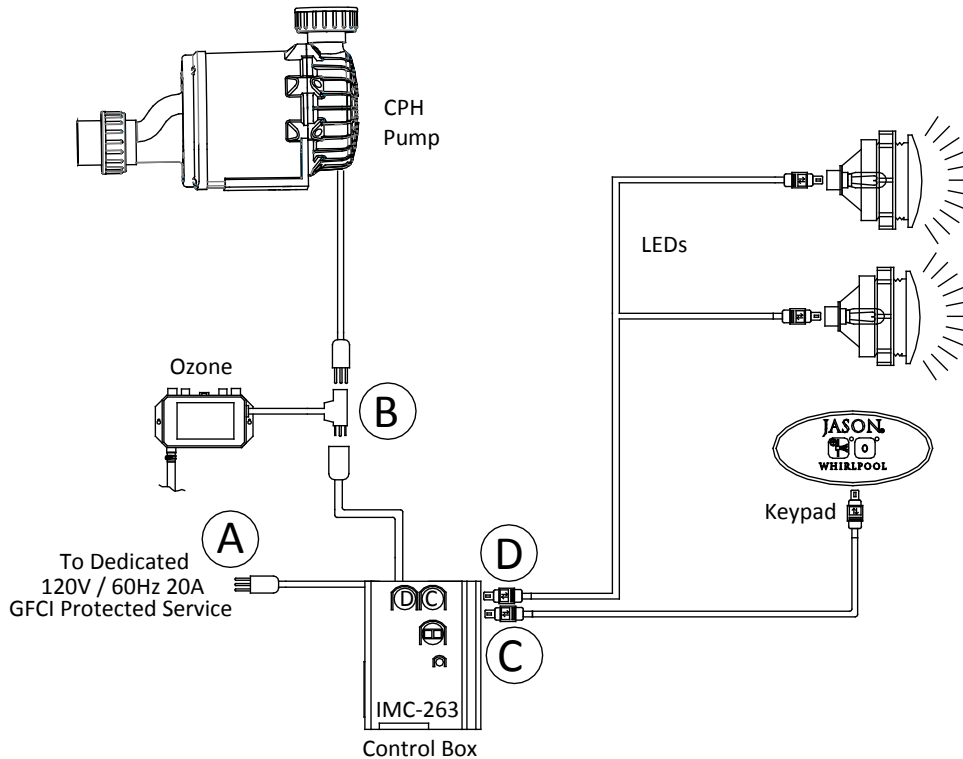 CPH
Pump
LEDs
Ozone
B
JASON
WHIRLPOOL
Keypad
A
To Dedicated
120V / 60Hz 20A
GFCI Protected Service
D
D C
C
IMC-263
Control Box